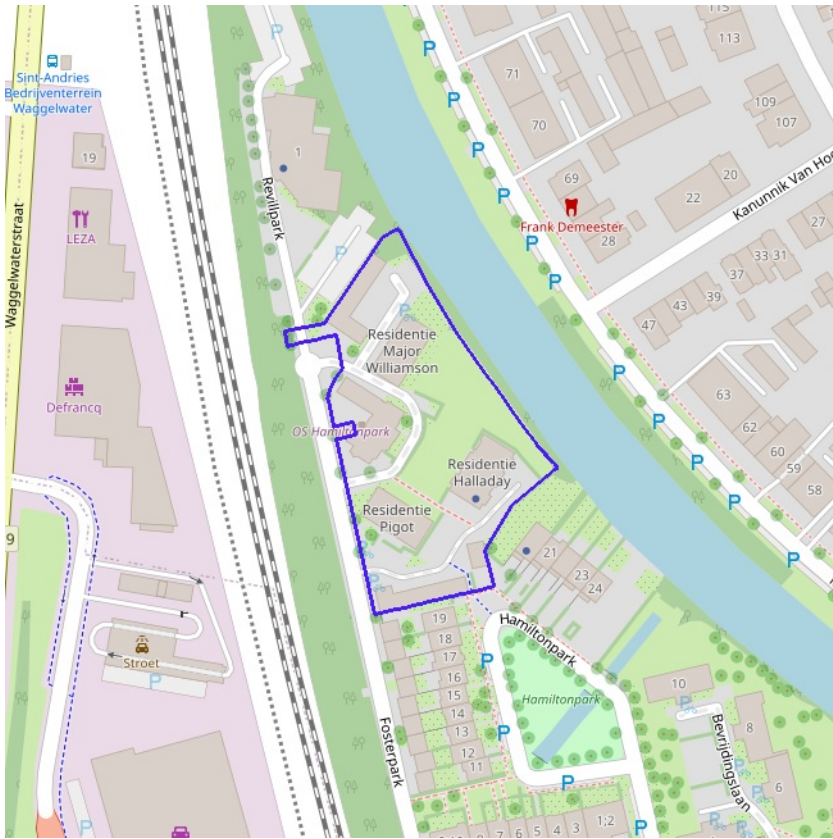 P
P
115
113
Sint-Andries
Bedrijventerrein
Waggelwater
71
P
109
107
70
19
1
P
69
20
22
Kanunnik Van Hoe
Revillpark
P
LEZA
Frank Demeester
28
27
Waggelwaterstraat
P
P
33
31
37
39
43
47
Residentie
Major
Williamson
P
63
Defrancq
P
62
OS Hamiltonpark
60
P
59
Residentie
Halladay
58
P
Residentie
Pigot
9
21
P
23
24
19
Hamiltonpark
18
17
P
Stroet
16
P
15
Hamiltonpark
10
14
8
Fosterpark
13
P
Bevrijdingslaan
12
11
P
P
6
P
P
7
6
5
4
3
1;2